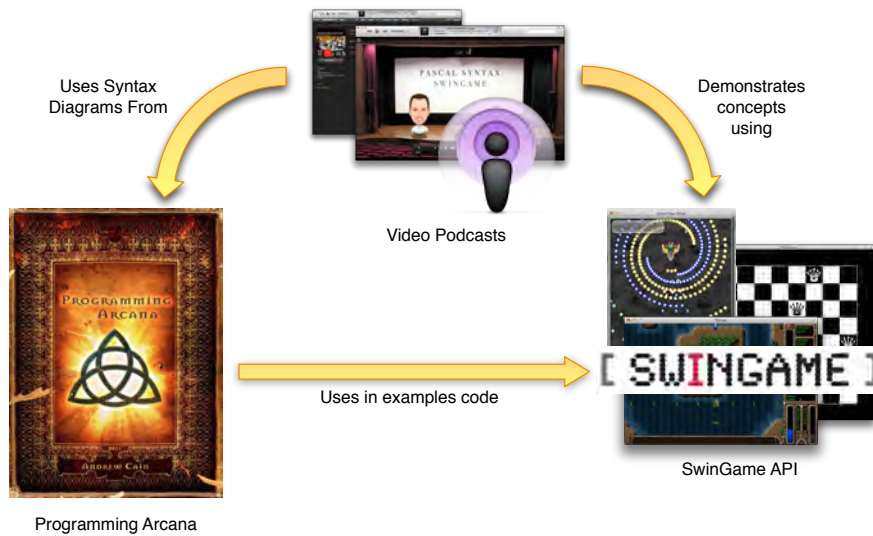 Uses Syntax
Diagrams From
PASCAL SYNTAX
SWINGAME
Demonstrates
concepts
using
Video Podcasts
PROGRAMMING
ARCANA
ANDREW CAIN
Uses in examples code
[ SWINGAME ]
SwinGame API
Programming Arcana